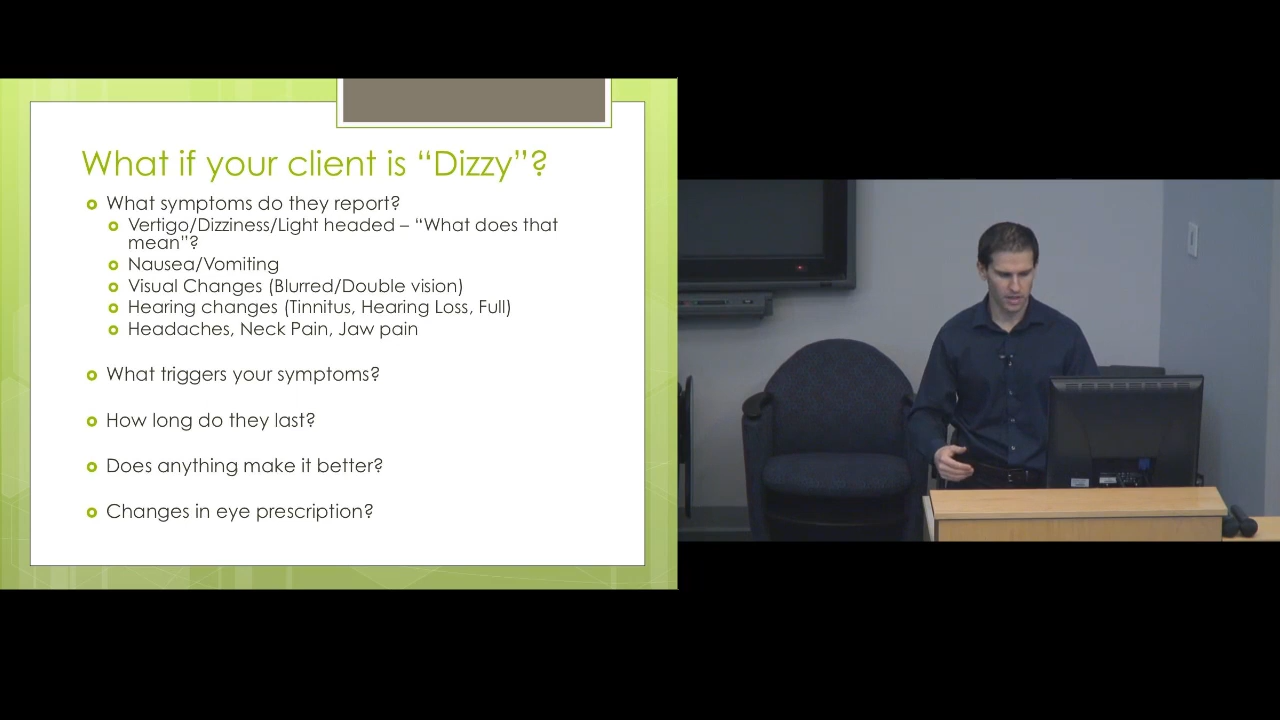 What if your client is “Dizzy”?
What symptoms do they report?
Vertigo/Dizziness/Light headed – “What does that
mean”?
Nausea/Vomiting
Visual Changes (Blurred/Double vision)
Hearing changes (Tinnitus, Hearing Loss, Full)
Headaches, Neck Pain, Jaw pain
What triggers your symptoms?
How long do they last?
Does anything make it better?
Changes in eye prescription?